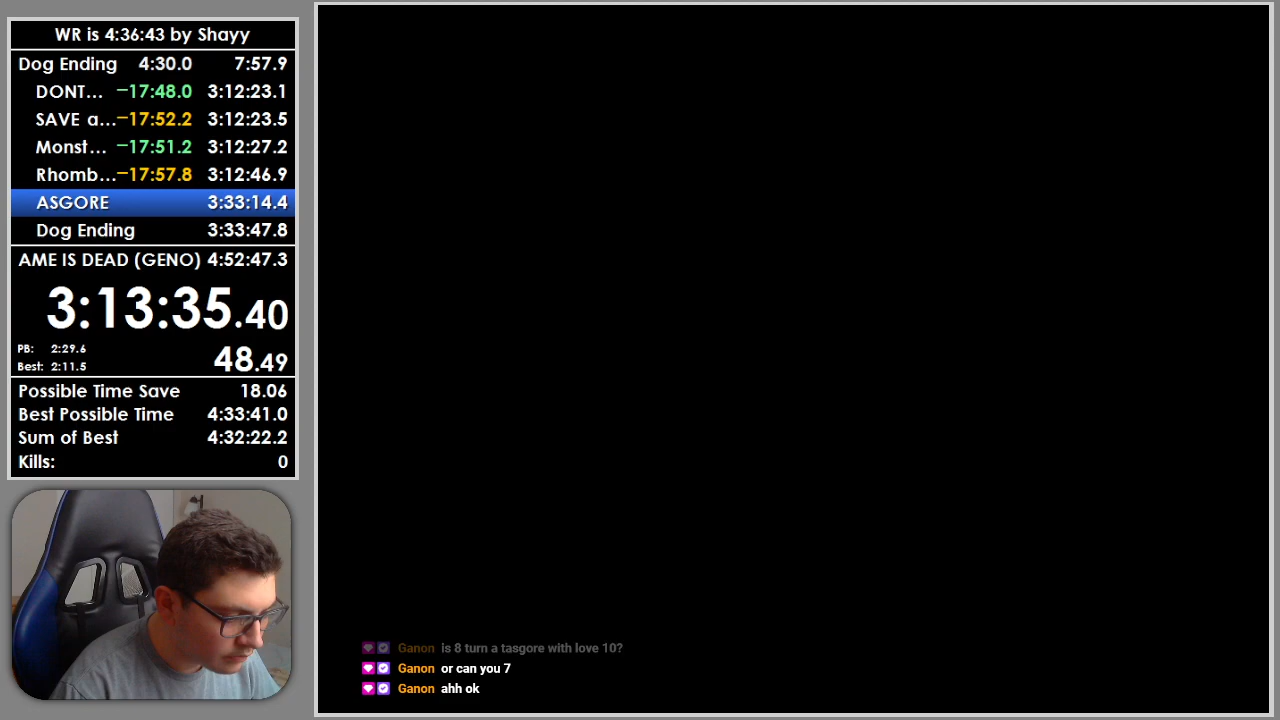 WR is 4:36:43 by Shayy
Dog Ending 4:30.0 7:57.9
DONT... −17:48.0 3:12:23.1
SAVE a... −17:52.2 3:12:23.5
Monst... −17:51.2 3:12:27.2
Rhomb... −17:57.8 3:12:46.9
ASGORE 3:33:14.4
Dog Ending 3:33:47.8
AME IS DEAD (GENO) 4:52:47.3
3:13:35.40
PB: 2:29.6
Best: 2:11.5
48.49
Possible Time Save 18.06
Best Possible Time 4:33:41.0
Sum of Best 4:32:22.2
Kills: 0
Ganon is 8 turn a tasgore with love 10?
Ganon or can you 7
Ganon ahh ok